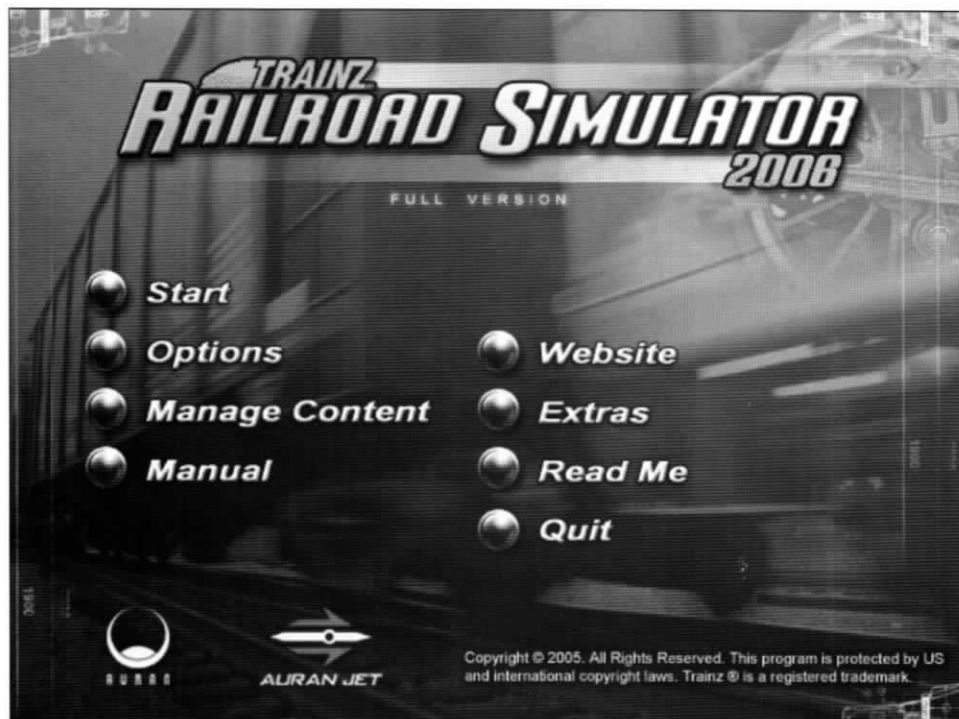 TRAINZ
RAILROAD SIMULATOR
2006
FULL VERSION
Start
Options
Manage Content
Manual
Website
Extras
Read Me
Quit
1900
1900
AURAN
AURAN JET
Copyright © 2005. All Rights Reserved. This program is protected by US
and international copyright laws. Trainz ® is a registered trademark.